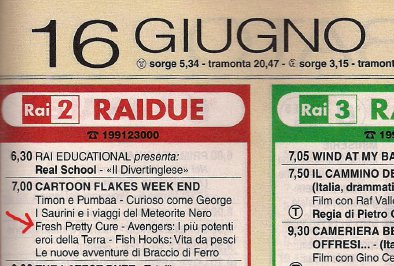 16 GIUGNO
sorge 5,34 - tramonta 20,47 - sorge 3,15 - tramont
Rai 2 RAIDUE
☎ 199123000
6,30 RAI EDUCATIONAL presenta:
Real School - «Il Divertinglese»
7,00 CARTOON FLAKES WEEK END
Timon e Pumbaa - Curioso come George
I Saurini e i viaggi del Meteorite Nero
Fresh Pretty Cure - Avengers: I più potenti
eroi della Terra - Fish Hooks: Vita da pesci
Le nuove avventure di Braccio di Ferro
Rai 3 RA
☎ 199
7,05 WIND AT MY BA
7,50 IL CAMMINO DE
(Italia, drammati
Film con Raf Valle
T Regia di Pietro G
9,30 CAMERIERA BE
OFFRESI... - (Ita
Film con Gino Ce